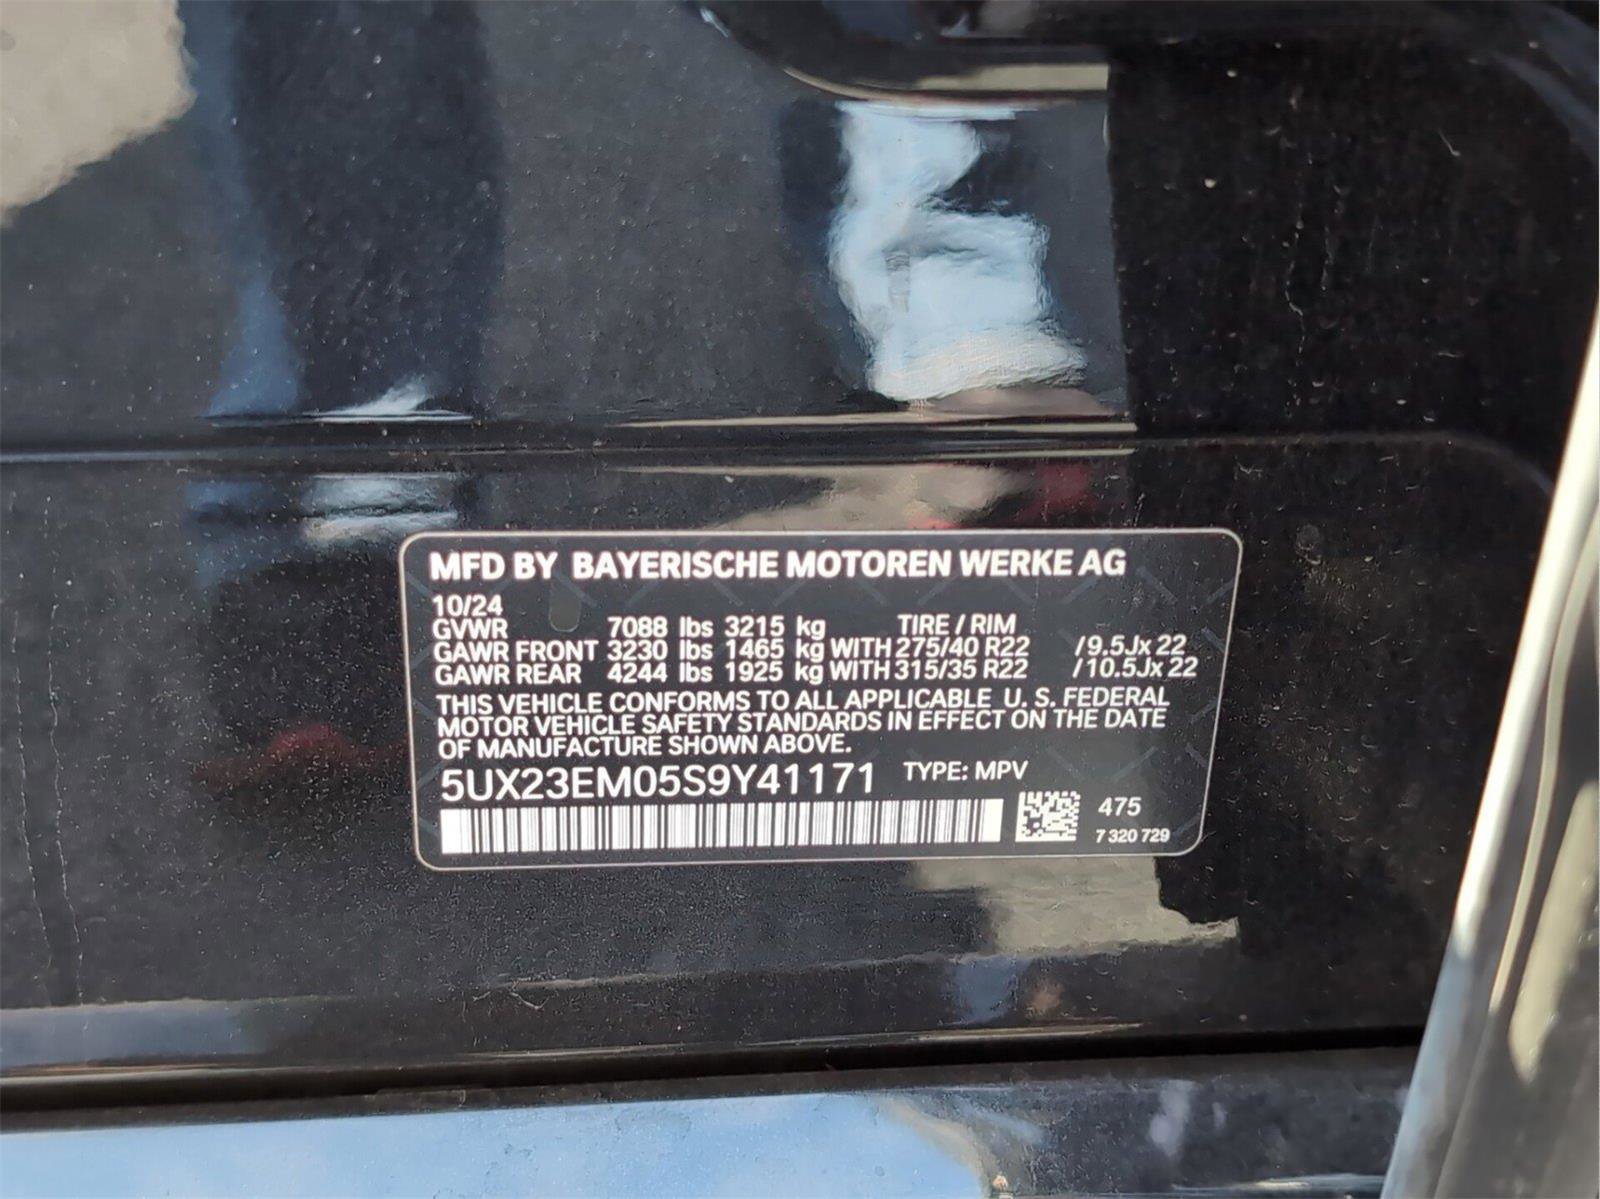 MFD BY BAYERISCHE MOTOREN WERKE AG
10/24
GVWR 7088 lbs 3215 kg TIRE / RIM
GAWR FRONT 3230 lbs 1465 kg WITH 275/40 R22 / 9.5Jx 22
GAWR REAR 4244 lbs 1925 kg WITH 315/35 R22 / 10.5Jx 22
THIS VEHICLE CONFORMS TO ALL APPLICABLE U. S. FEDERAL
MOTOR VEHICLE SAFETY STANDARDS IN EFFECT ON THE DATE
OF MANUFACTURE SHOWN ABOVE.
5UX23EM05S9Y41171 TYPE: MPV
475
7 320 729